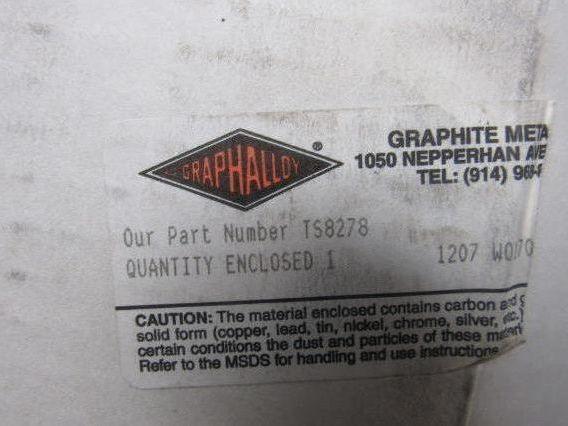 GRAPHALLOY ®
GRAPHITE
1050 NEPPERHAN AVE
TEL: (914)
Our Part Number TS8278
QUANTITY ENCLOSED 1
1207
CAUTION: The material enclosed contains carbon and
solid form (copper, lead, tin, nickel, chrome, silver, etc.)
certain conditions the dust and particles of these
Refer to the MSDS for handling and use instructions